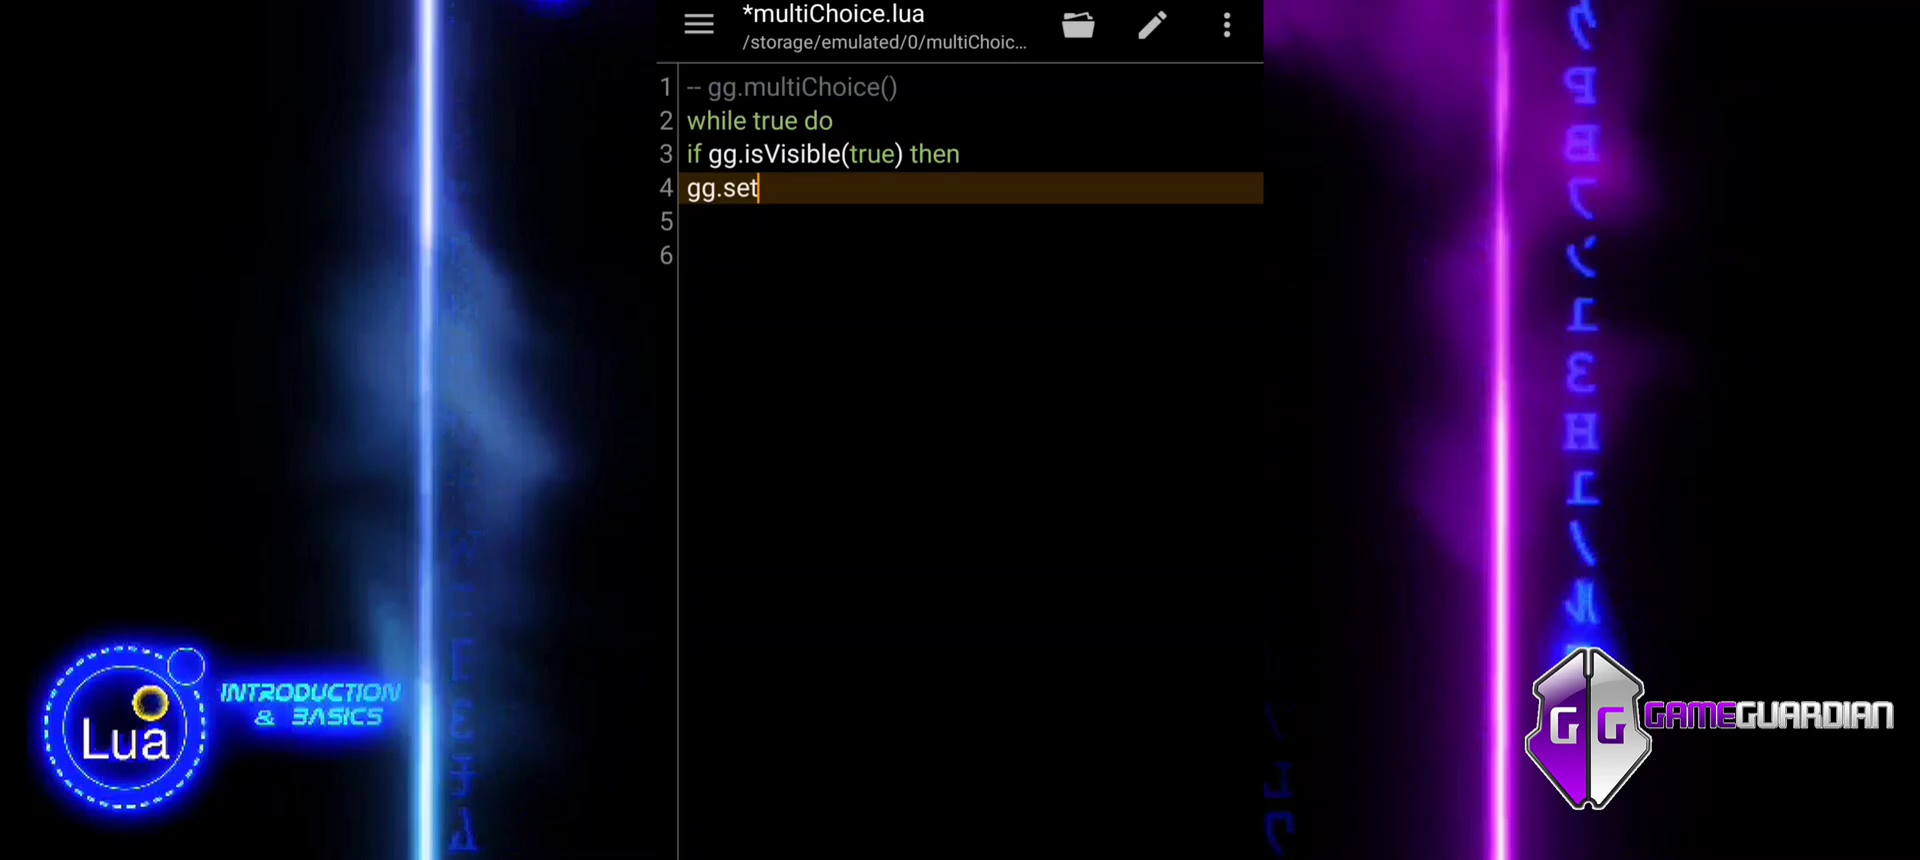 *multiChoice.lua
/storage/emulated/0/multiChoic...
1 -- gg.multiChoice()
2 while true do
3 if gg.isVisible(true) then
4 gg.set
5
6
Lua
INTRODUCTION
& BASICS
G G
GAMEGUARDIAN